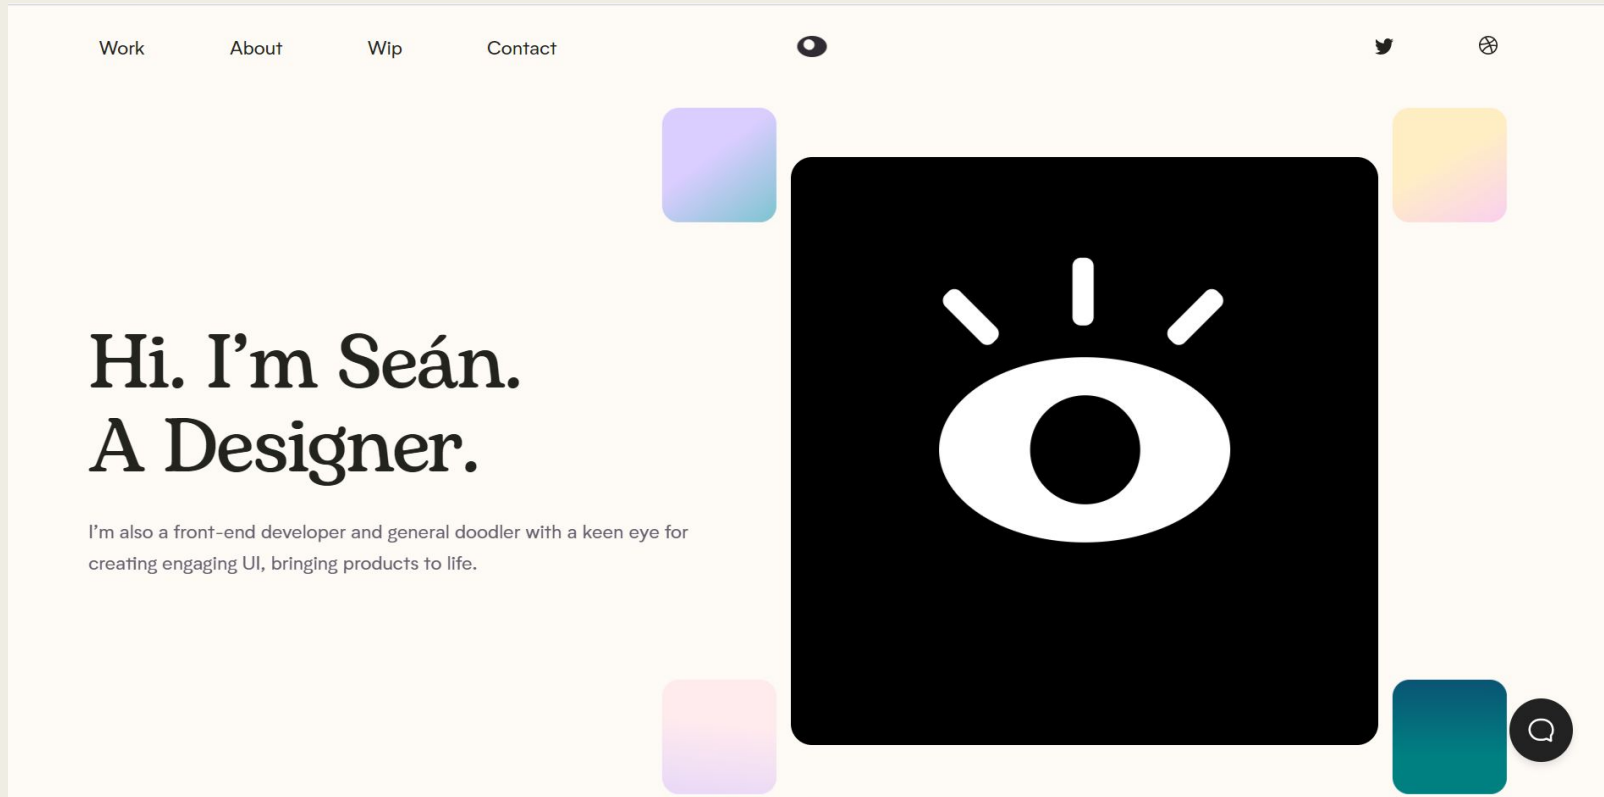 Work
About
Wip
Contact
Hi. I’m Seán.
A Designer.
I’m also a front-end developer and general doodler with a keen eye for
creating engaging UI, bringing products to life.